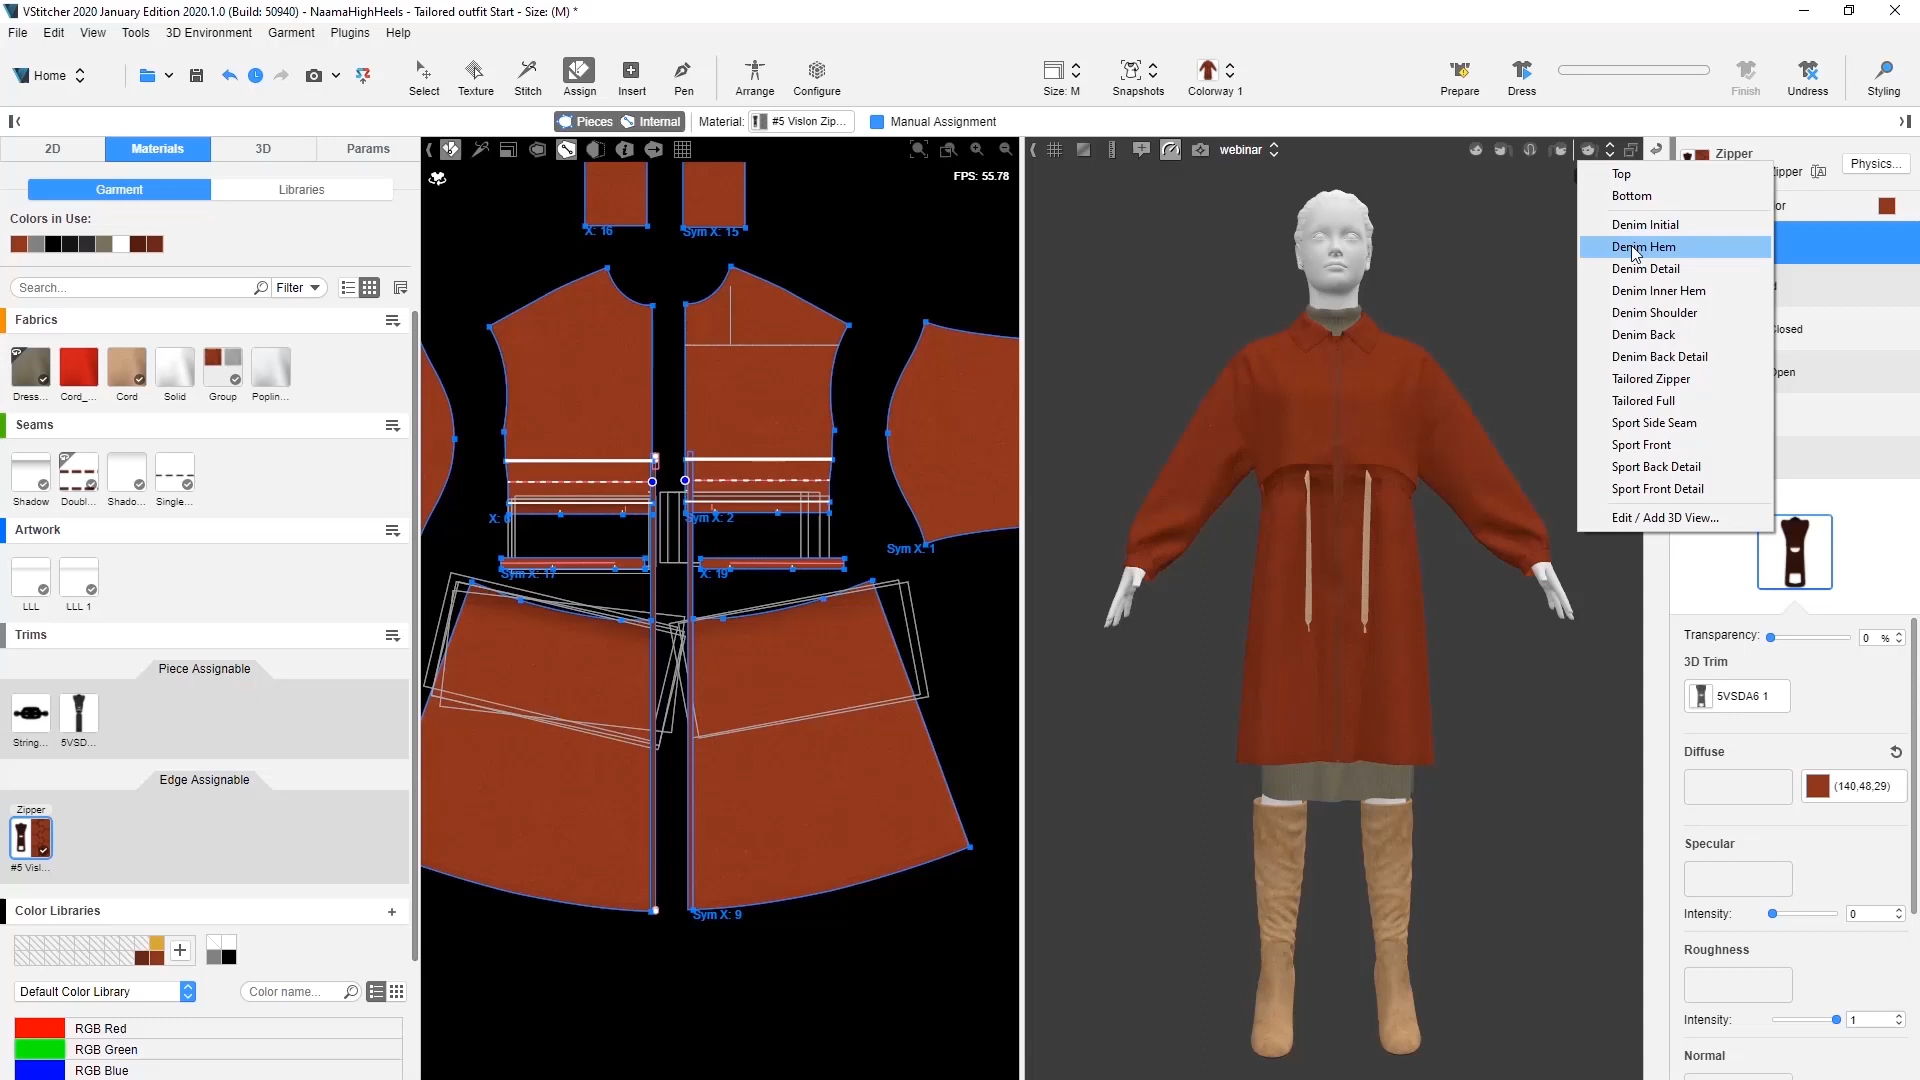 VStitcher 2020 January Edition 2020.1.0 (Build: 50940) - NaamaHighHeels - Tailored outfit Start - Size: (M) *
File Edit View Tools 3D Environment Garment Plugins Help
Home
Select Texture Stitch Assign Insert Pen Arrange Configure Size: M Snapshots Colorway 1 Prepare Dress Finish Undress Styling
Pieces Internal Material: #5 Vislon Zip... Manual Assignment
2D Materials 3D Params
Garment Libraries
Colors in Use:
Search... Filter
Fabrics
Dress... Cord_... Cord Solid Group Poplin...
Seams
Shadow Doubl... Shado... Single...
Artwork
LLL LLL 1
Trims
Piece Assignable
String... 5VSD...
Edge Assignable
Zipper
#5 Visl...
Color Libraries
Default Color Library Color name...
RGB Red
RGB Green
RGB Blue
FPS: 55.78
X: 16 Sym X: 15
Sym X: 2
Sym X: 1
Sym X: 17 X: 19
Sym X: 9
webinar
Top
Bottom
Denim Initial
Denim Hem
Denim Detail
Denim Inner Hem
Denim Shoulder
Denim Back
Denim Back Detail
Tailored Zipper
Tailored Full
Sport Side Seam
Sport Front
Sport Back Detail
Sport Front Detail
Edit / Add 3D View...
Zipper
Physics...
Transparency: 0 %
3D Trim
5VSDA6 1
Diffuse
(140,48,29)
Specular
Intensity: 0
Roughness
Intensity: 1
Normal